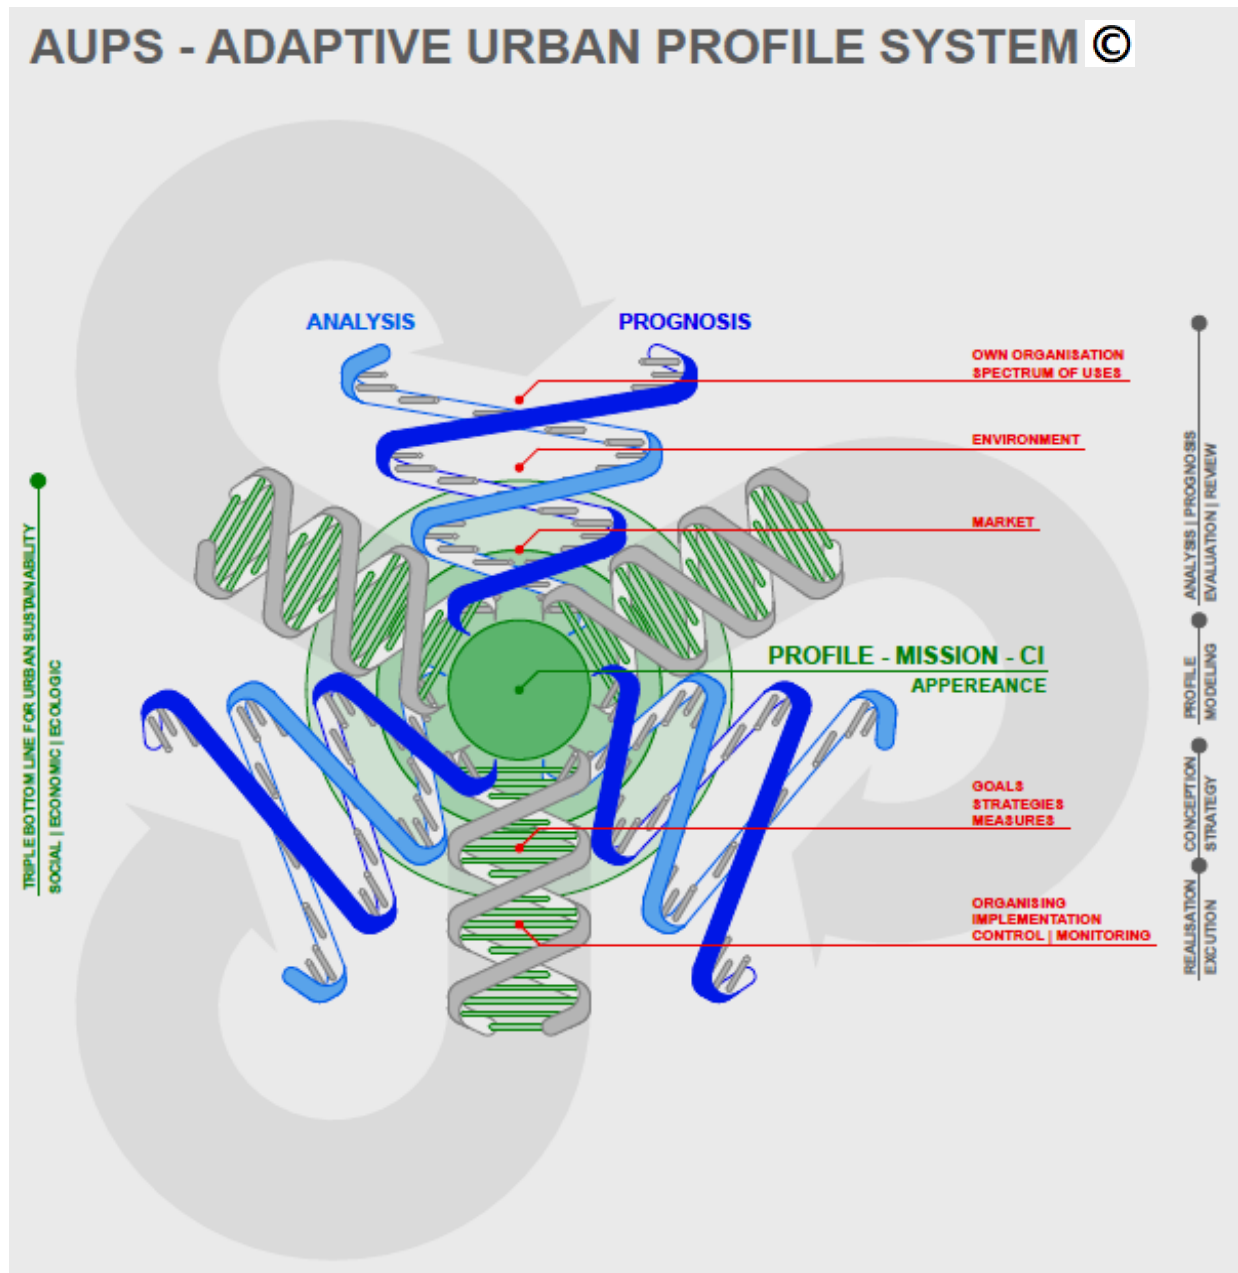 AUPS - ADAPTIVE URBAN PROFILE SYSTEM ©
ANALYSIS
PROGNOSIS
OWN ORGANISATION
SPECTRUM OF USES
ENVIRONMENT
MARKET
PROFILE - MISSION - CI
APPEREANCE
GOALS
STRATEGIES
MEASURES
ORGANISING
IMPLEMENTATION
CONTROL | MONITORING
TRIPLE BOTTOM LINE FOR URBAN SUSTAINABILITY
SOCIAL | ECONOMIC | ECOLOGIC
ANALYSIS | PROGNOSIS
EVALUATION | REVIEW
PROFILE
MODELING
CONCEPTION
STRATEGY
REALISATION
EXCUTION